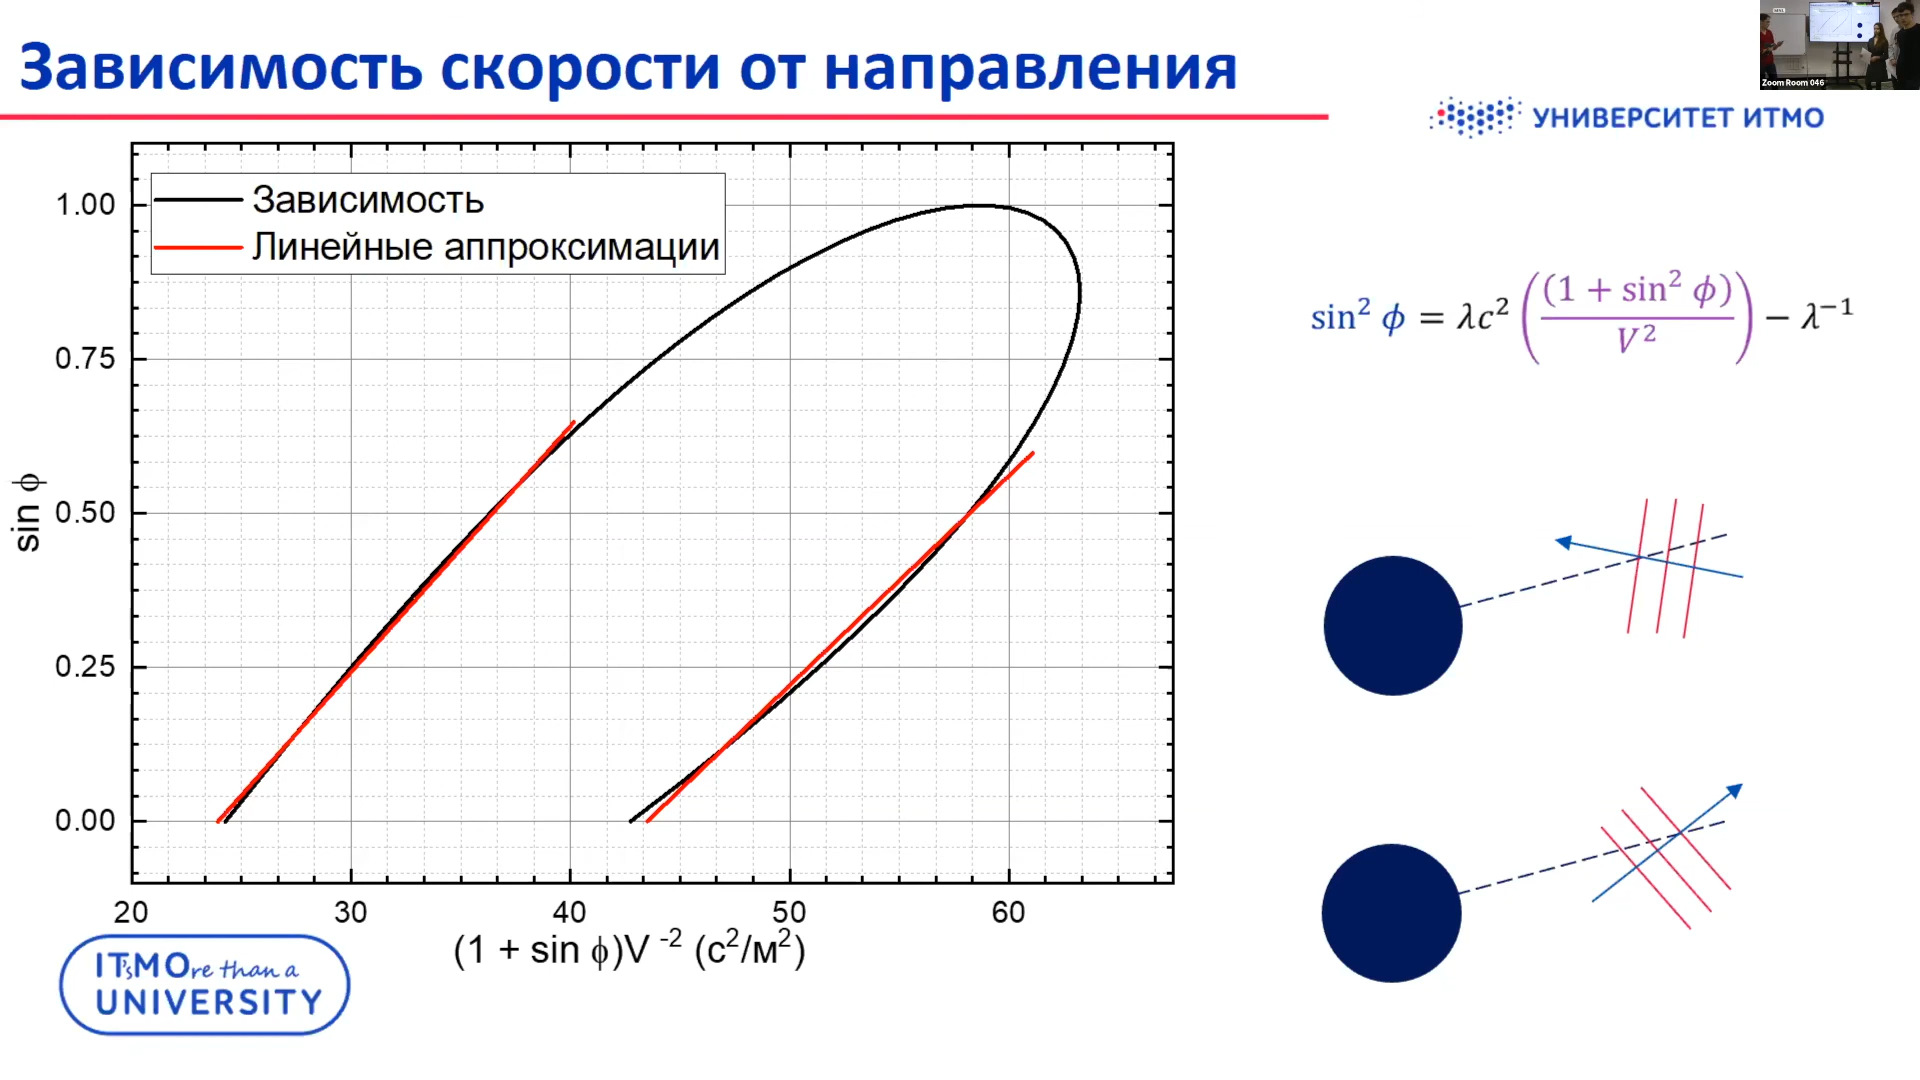 Зависимость скорости от направления
Zoom Room 046
УНИВЕРСИТЕТ ИТМО
Зависимость
Линейные аппроксимации
1.00
0.75
0.50
0.25
0.00
sin ϕ
20 30 40 50 60
(1 + sin ϕ)V ⁻² (с²/м²)
sin² ϕ = λc² ((1 + sin² ϕ) / V²) − λ⁻¹
IT'sMOre than a
UNIVERSITY